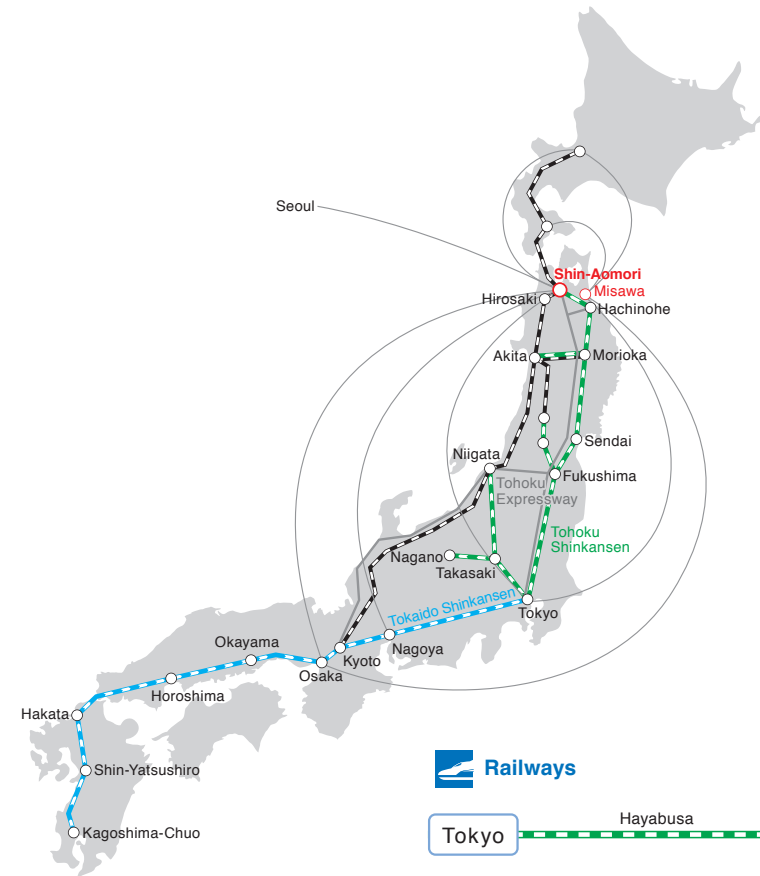 Seoul
Shin-Aomori
Misawa
Hirosaki
Hachinohe
Akita
Morioka
Sendai
Niigata
Fukushima
Tohoku
Expressway
Tohoku
Shinkansen
Nagano
Takasaki
Tokaido Shinkansen
Tokyo
Nagoya
Kyoto
Okayama
Osaka
Horoshima
Hakata
Shin-Yatsushiro
Kagoshima-Chuo
Railways
Hayabusa
Tokyo